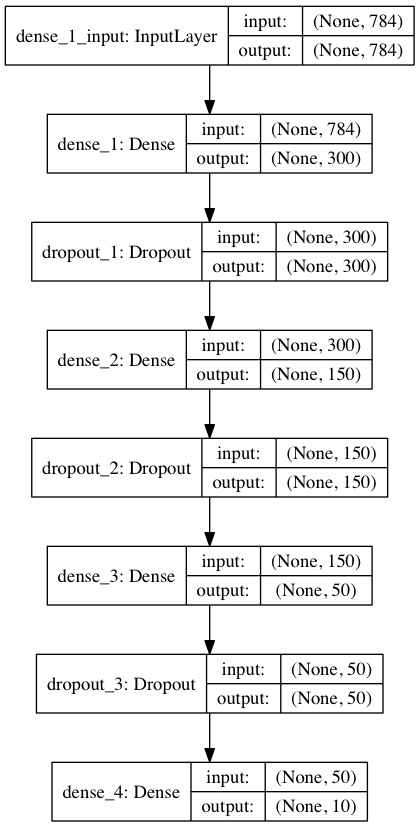 dense_1_input: InputLayer
input: (None, 784)
output: (None, 784)
dense_1: Dense
input: (None, 784)
output: (None, 300)
dropout_1: Dropout
input: (None, 300)
output: (None, 300)
dense_2: Dense
input: (None, 300)
output: (None, 150)
dropout_2: Dropout
input: (None, 150)
output: (None, 150)
dense_3: Dense
input: (None, 150)
output: (None, 50)
dropout_3: Dropout
input: (None, 50)
output: (None, 50)
dense_4: Dense
input: (None, 50)
output: (None, 10)